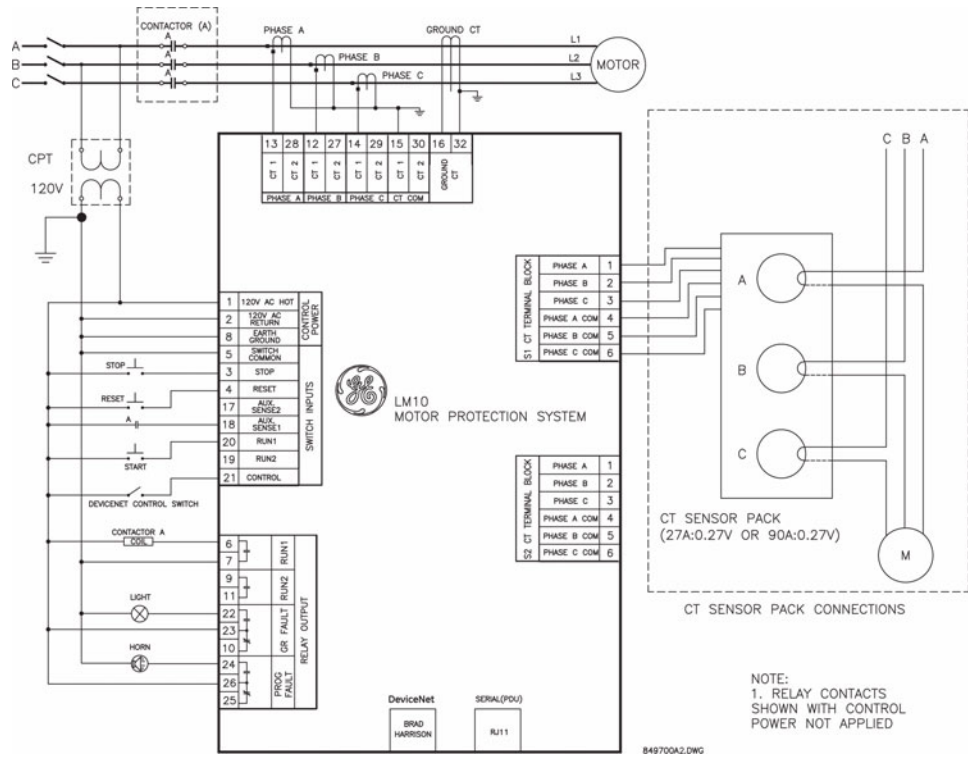 CONTACTOR (A)
PHASE A
GROUND CT
A
A
L1
B
A
PHASE B
L2
MOTOR
C
A
PHASE C
L3
CPT
120V
13 28 12 27 14 29 15 30 16 32
CT 1 CT 2 CT 1 CT 2 CT 1 CT 2 CT 1 CT 2 GROUND CT
PHASE A PHASE B PHASE C CT COM
1 120V AC HOT
2 120V AC RETURN
8 EARTH GROUND
CONTROL POWER
5 SWITCH COMMON
STOP
3 STOP
RESET
4 RESET
17 AUX. SENSE2
A
18 AUX. SENSE1
20 RUN1
START
19 RUN2
21 CONTROL
DEVICENET CONTROL SWITCH
SWITCH INPUTS
GE
LM10
MOTOR PROTECTION SYSTEM
CONTACTOR A
COIL
6
7
RUN1
9
11
RUN2
LIGHT
22
23
10
GR FAULT
HORN
24
26
25
PROG FAULT
RELAY OUTPUT
S1 CT TERMINAL BLOCK
PHASE A 1
PHASE B 2
PHASE C 3
PHASE A COM 4
PHASE B COM 5
PHASE C COM 6
S2 CT TERMINAL BLOCK
PHASE A 1
PHASE B 2
PHASE C 3
PHASE A COM 4
PHASE B COM 5
PHASE C COM 6
DeviceNet
BRAD HARRISON
SERIAL(PDU)
RJ11
C B A
A
B
C
CT SENSOR PACK
(27A:0.27V OR 90A:0.27V)
M
CT SENSOR PACK CONNECTIONS
NOTE:
1. RELAY CONTACTS
SHOWN WITH CONTROL
POWER NOT APPLIED
849700A2.DWG